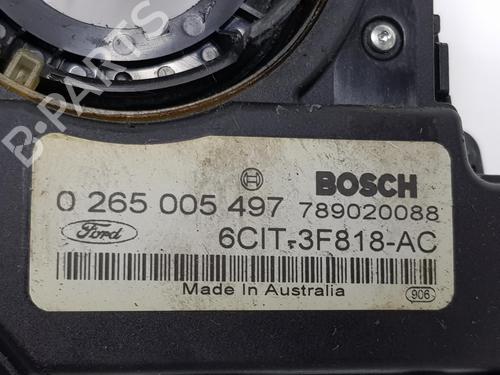 B-PARTS
BOSCH
0 265 005 497 789020088
Ford
6CIT-3F818-AC
Made In Australia
906